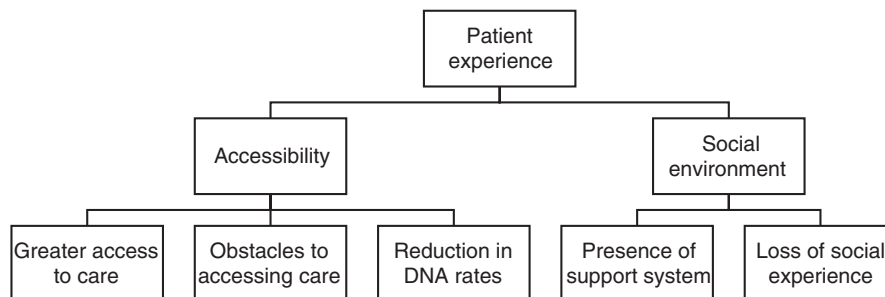 Patient
experience
Accessibility
Social
environment
Greater access
to care
Obstacles to
accessing care
Reduction in
DNA rates
Presence of
support system
Loss of social
experience